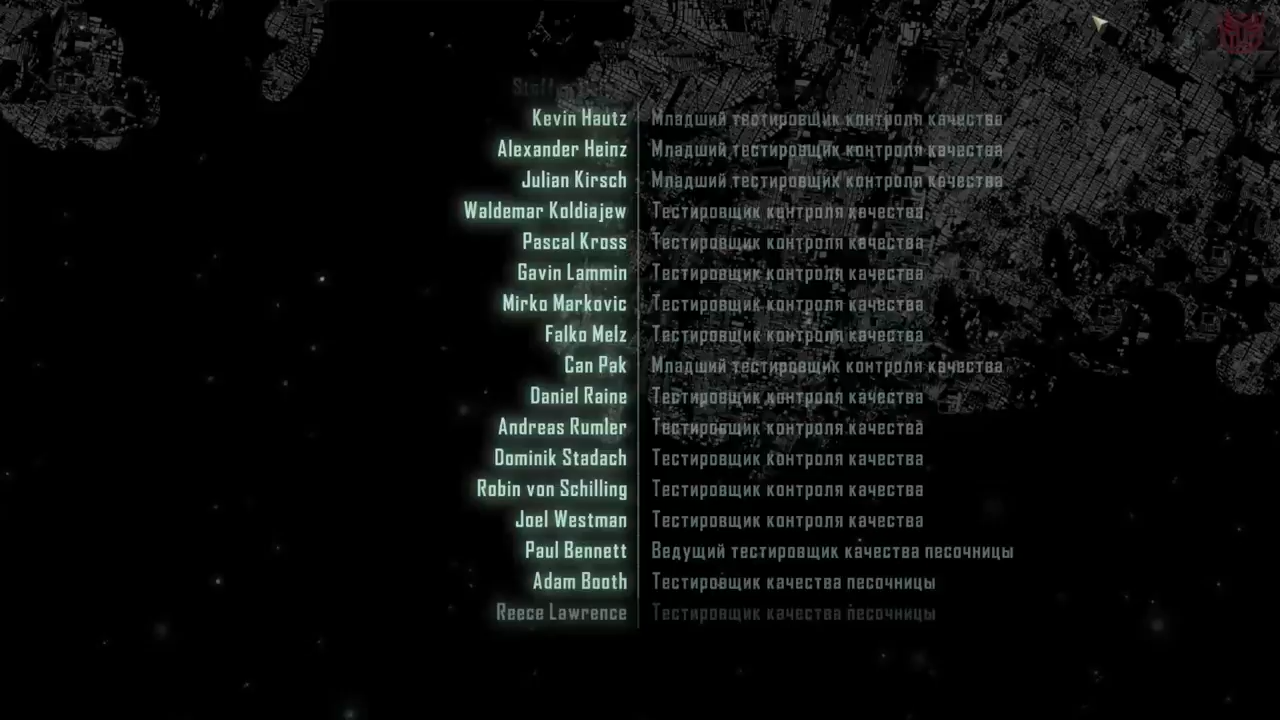 Kevin Hautz Младший тестировщик контроля качества
Alexander Heinz Младший тестировщик контроля качества
Julian Kirsch Младший тестировщик контроля качества
Waldemar Koldiajew Тестировщик контроля качества
Pascal Kross Тестировщик контроля качества
Gavin Lammin Тестировщик контроля качества
Mirko Markovic Тестировщик контроля качества
Falko Melz Тестировщик контроля качества
Can Pak Младший тестировщик контроля качества
Daniel Raine Тестировщик контроля качества
Andreas Rumler Тестировщик контроля качества
Dominik Stadach Тестировщик контроля качества
Robin von Schilling Тестировщик контроля качества
Joel Westman Тестировщик контроля качества
Paul Bennett Ведущий тестировщик качества песочницы
Adam Booth Тестировщик качества песочницы
Reece Lawrence Тестировщик качества песочницы